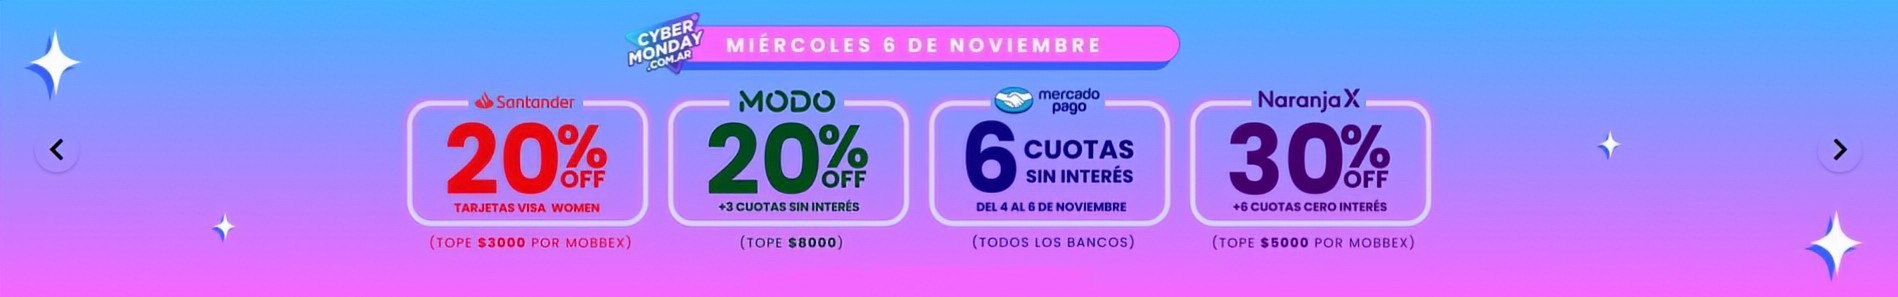 CYBER
MONDAY
.COM.AR
MIÉRCOLES 6 DE NOVIEMBRE
Santander
20% OFF
TARJETAS VISA WOMEN
(TOPE $3000 POR MOBBEX)
MODO
20% OFF
+3 CUOTAS SIN INTERÉS
(TOPE $8000)
mercado
pago
6 CUOTAS
SIN INTERÉS
DEL 4 AL 6 DE NOVIEMBRE
(TODOS LOS BANCOS)
Naranja X
30% OFF
+6 CUOTAS CERO INTERÉS
(TOPE $5000 POR MOBBEX)